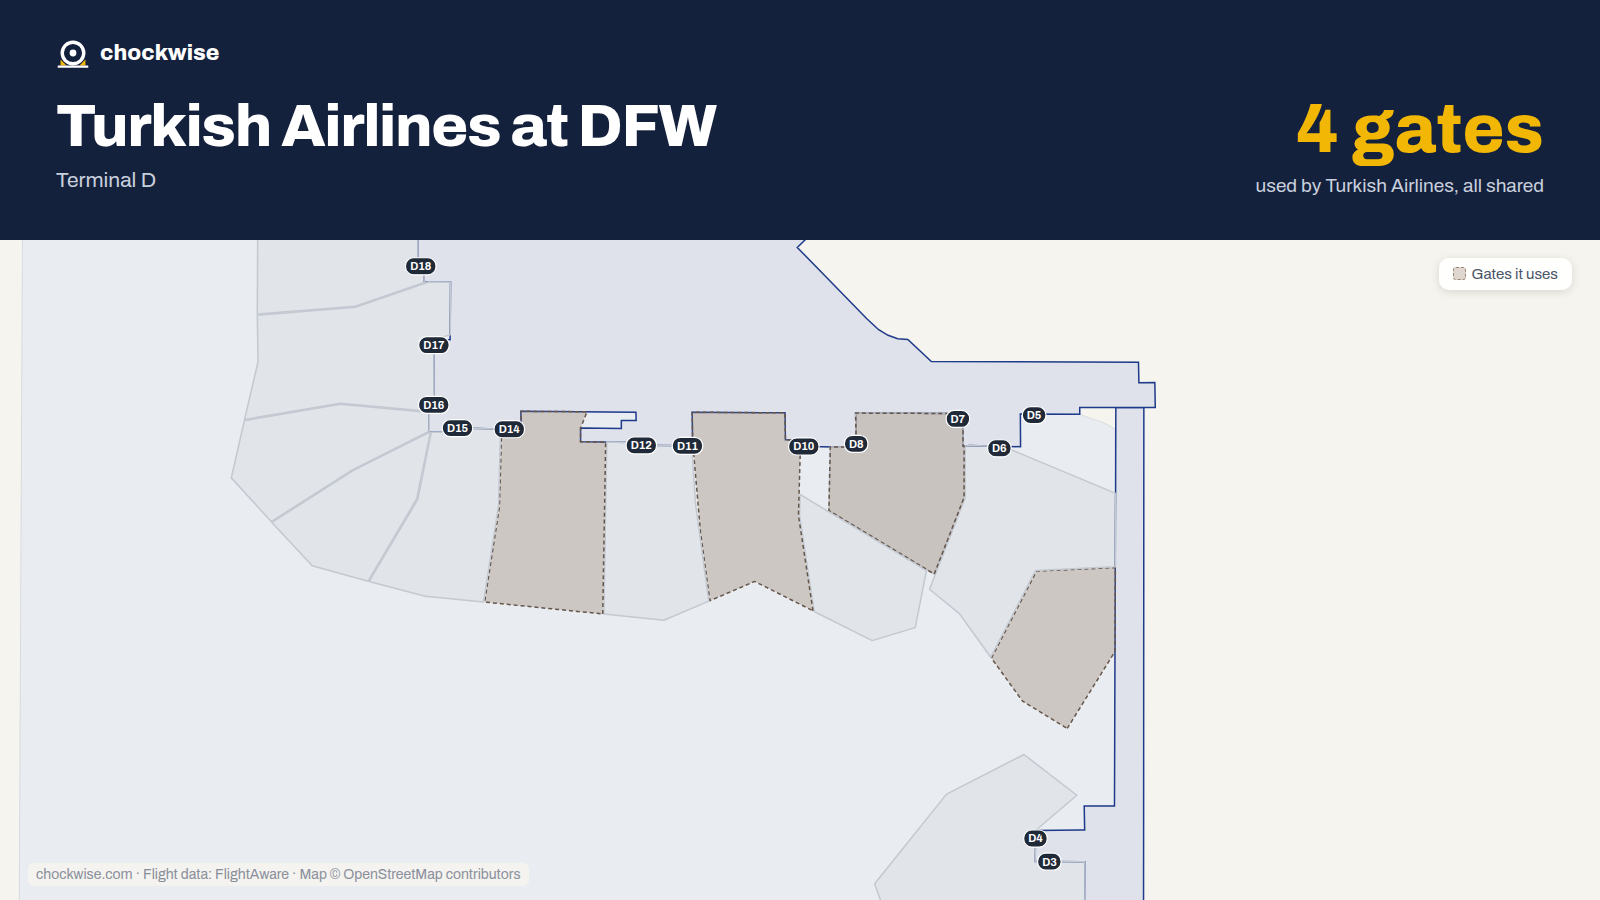 chockwise
Turkish Airlines at DFW
Terminal D
4 gates
used by Turkish Airlines, all shared
Gates it uses
D18
D17
D16
D15
D14
D12
D11
D10
D8
D7
D6
D5
D4
D3
chockwise.com · Flight data: FlightAware · Map © OpenStreetMap contributors